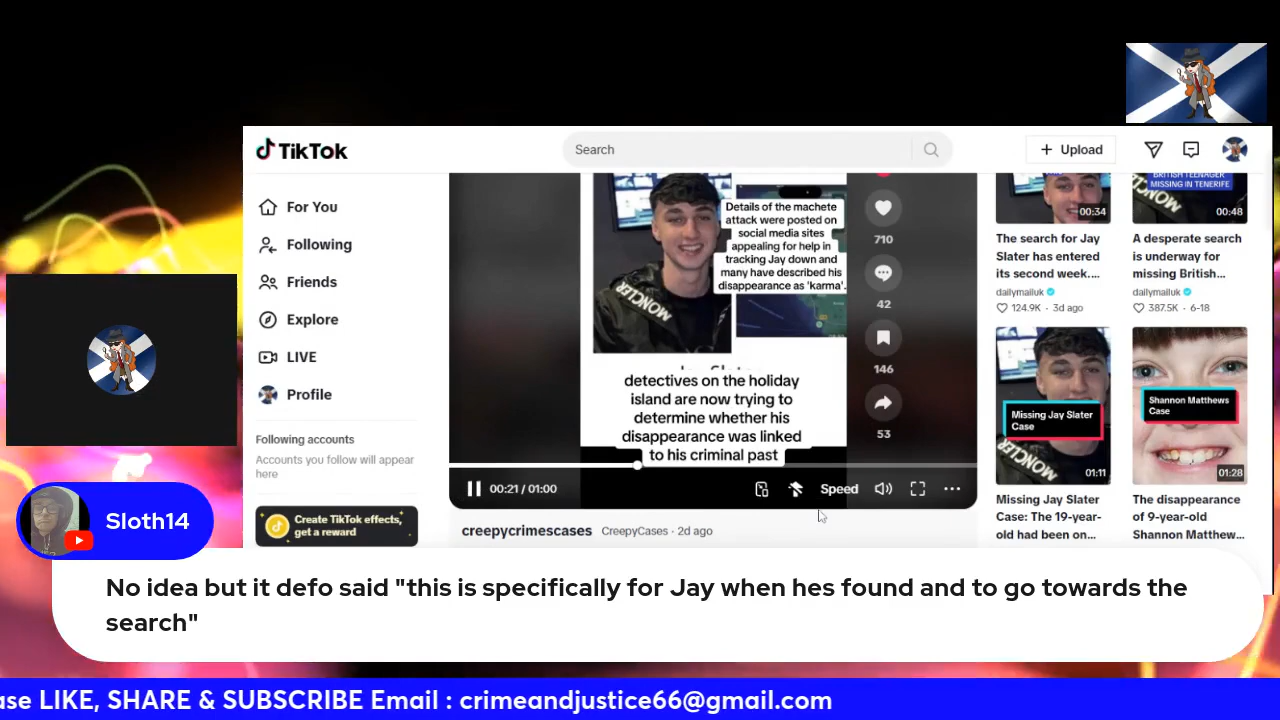 TikTok
Search
Upload
For You
Following
Friends
Explore
LIVE
Profile
Following accounts
Accounts you follow will appear
here
Create TikTok effects,
get a reward
MONCLER
Details of the machete
attack were posted on
social media sites
appealing for help in
tracking Jay down and
many have described his
disappearance as 'karma'.
detectives on the holiday
island are now trying to
determine whether his
disappearance was linked
to his criminal past
710
42
146
53
00:21 / 01:00
Speed
creepycrimescases CreepyCases · 2d ago
00:34
The search for Jay
Slater has entered
its second week....
dailymailuk
124.9K · 3d ago
BRITISH TEENAGER
MISSING IN TENERIFE
00:48
A desperate search
is underway for
missing British...
dailymailuk
387.5K · 6-18
Missing Jay Slater
Case
MONCLER
01:11
Missing Jay Slater
Case: The 19-year-
old had been on...
Shannon Matthews
Case
01:28
The disappearance
of 9-year-old
Shannon Matthew...
Sloth14
No idea but it defo said "this is specifically for Jay when hes found and to go towards the
search"
ase LIKE, SHARE & SUBSCRIBE Email : crimeandjustice66@gmail.com